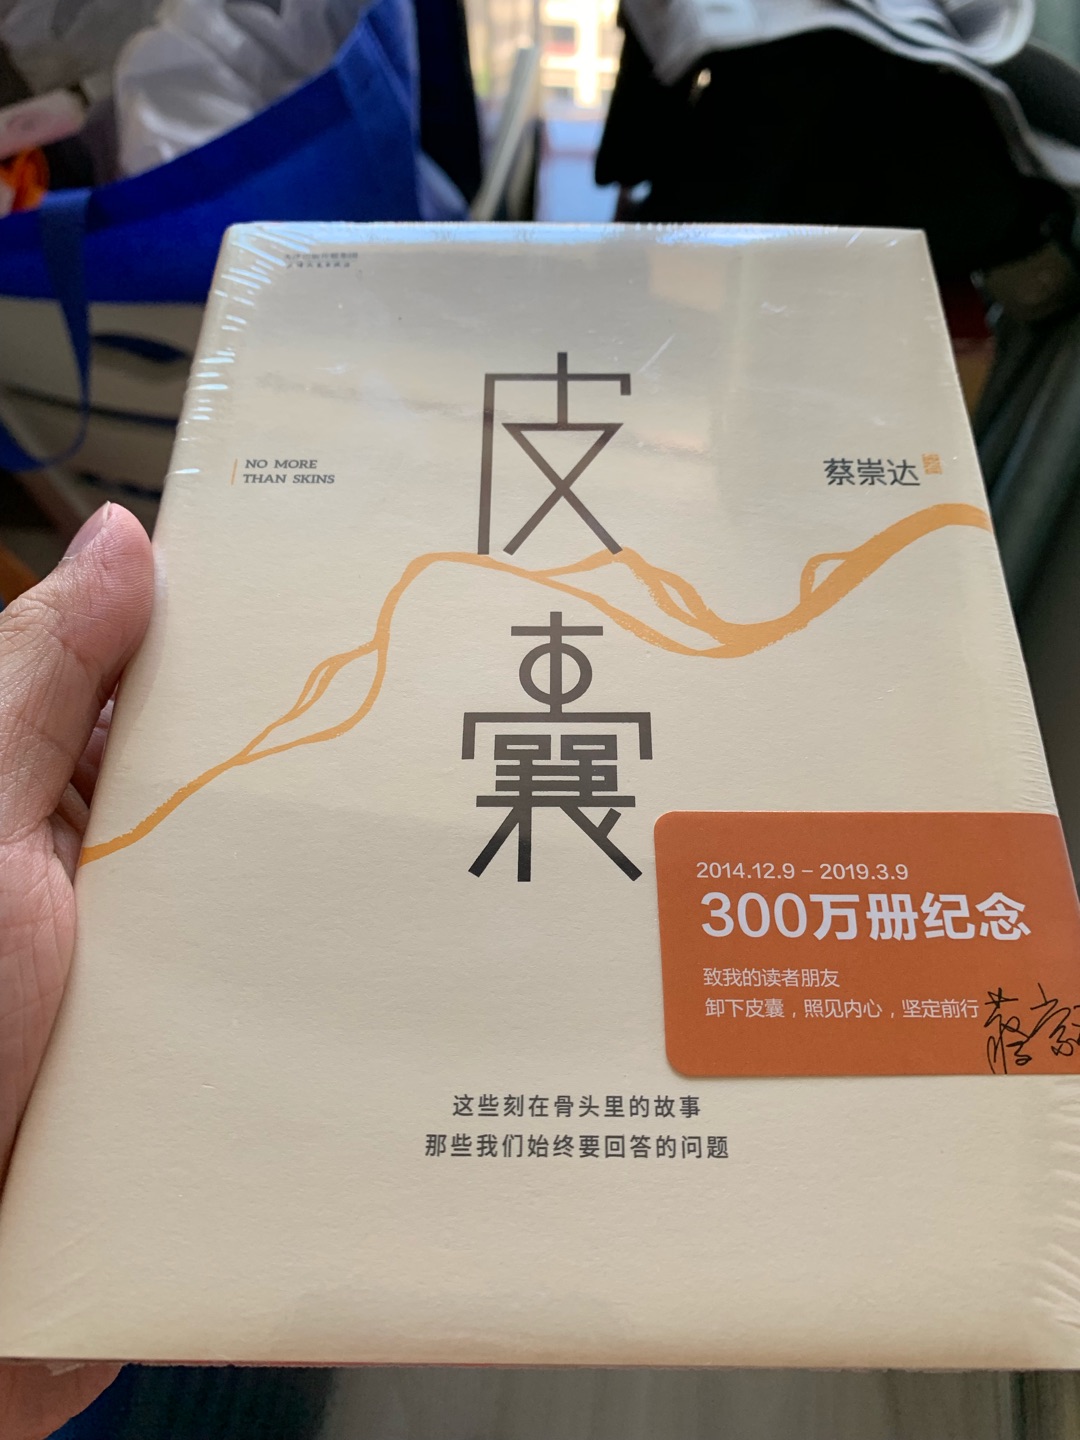 NO MORE
THAN SKINS
皮
囊
蔡崇达
2014.12.9 – 2019.3.9
300万册纪念
致我的读者朋友
卸下皮囊，照见内心，坚定前行
这些刻在骨头里的故事
那些我们始终要回答的问题